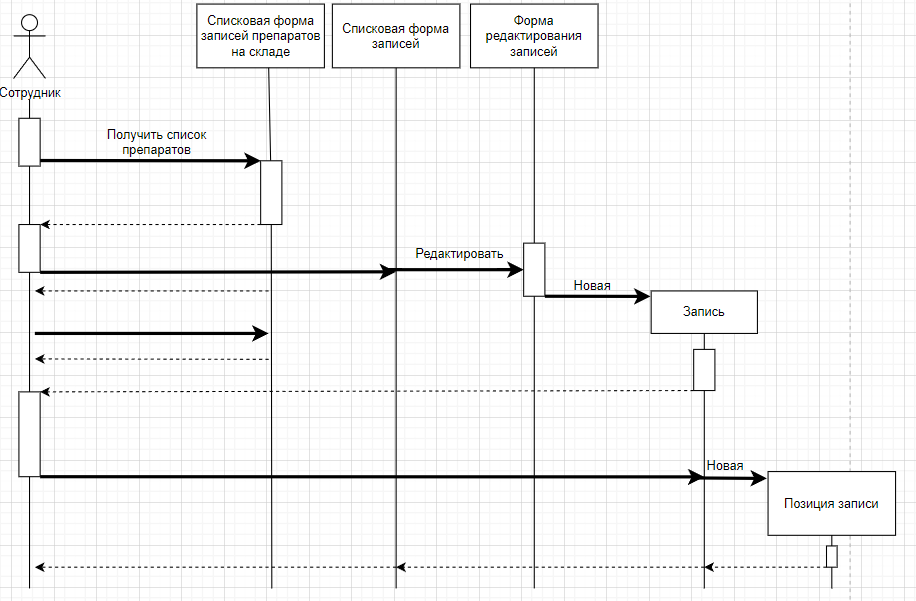 Списковая форма
записей препаратов
на складе
Списковая форма
записей
Форма
редактирования
записей
Сотрудник
Получить список
препаратов
Редактировать
Новая
Запись
Новая
Позиция записи